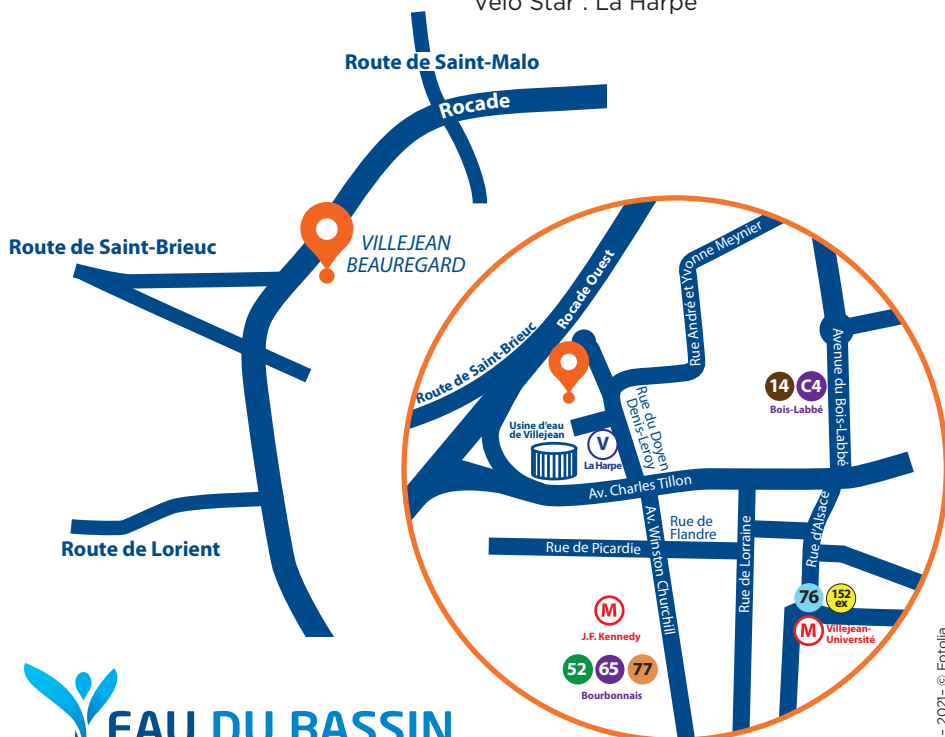 Vélo Star : La Harpe
Route de Saint-Malo
Rocade
Route de Saint-Brieuc
VILLEJEAN
BEAUREGARD
Route de Lorient
Rocade Ouest
Route de Saint-Brieuc
Rue André et Yvonne Meynier
Avenue du Bois-Labbé
14 C4
Bois-Labbé
Usine d'eau
de Villejean
V
La Harpe
Rue du Doyen
Denis-Leroy
Av. Charles Tillon
Rue de
Flandre
Rue de Picardie
Av. Winston Churchill
Rue de Lorraine
Rue d'Alsace
76 152
ex
M
J.F. Kennedy
M Villejean-
Université
52 65 77
Bourbonnais
EAU DU BASSIN
– 2021– © Fotolia